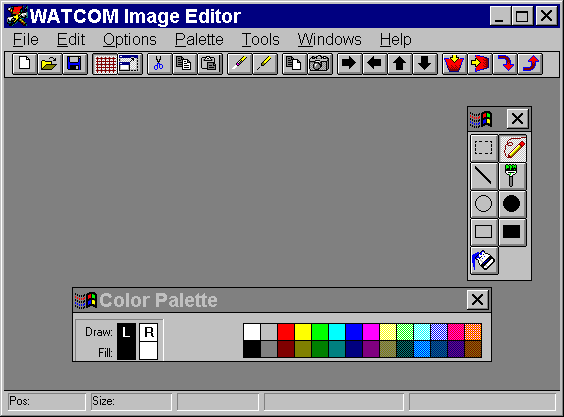 WATCOM Image Editor
File Edit Options Palette Tools Windows Help
Color Palette
Draw: L R
Fill:
Pos: Size: